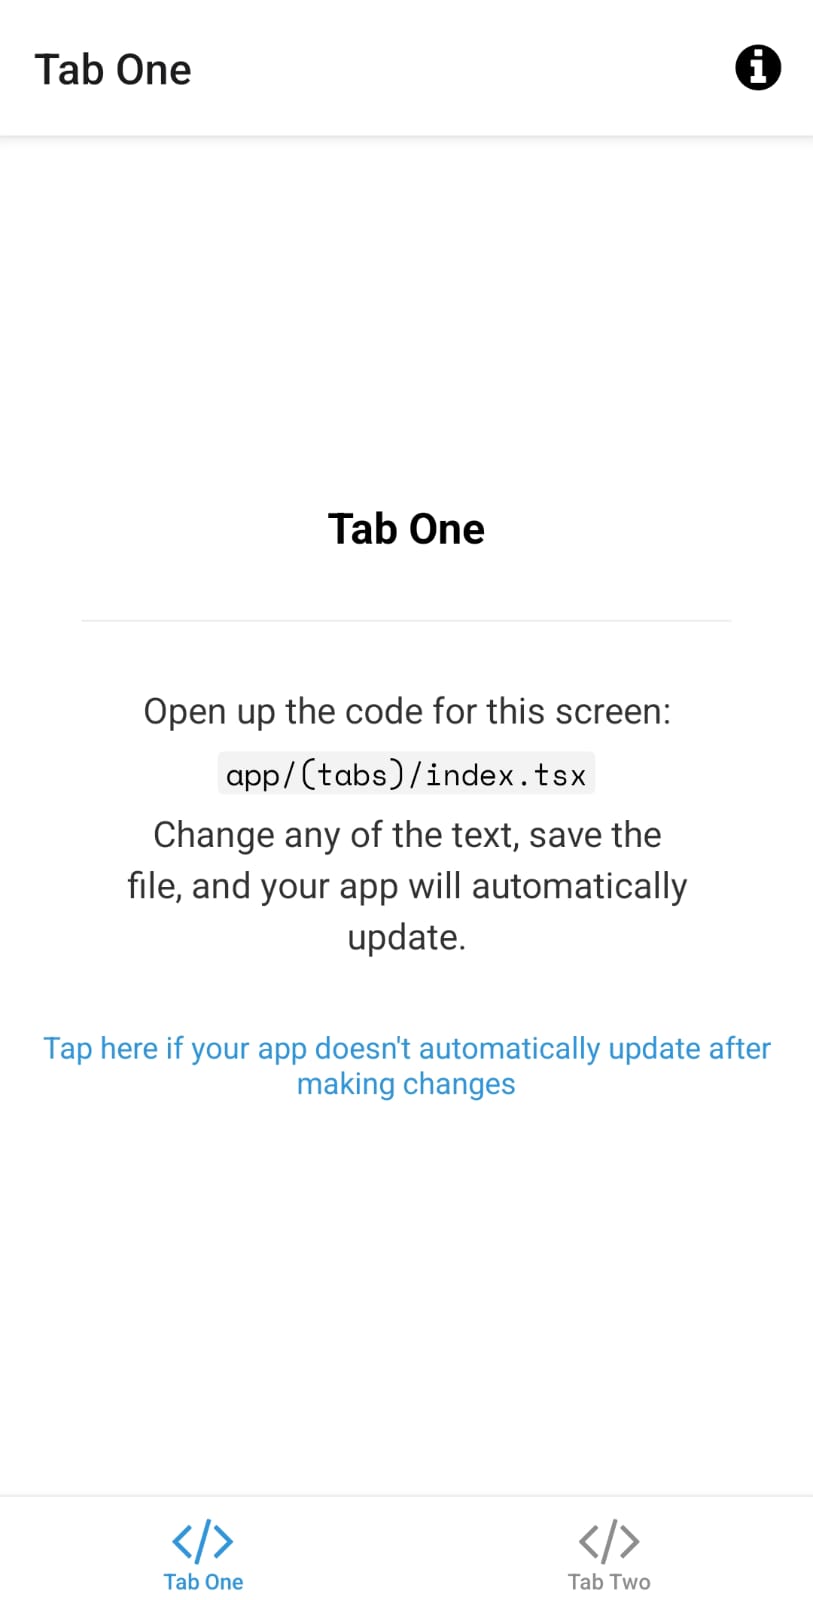 Tab One
Tab One
Open up the code for this screen:
app/(tabs)/index.tsx
Change any of the text, save the
file, and your app will automatically
update.
Tap here if your app doesn't automatically update after
making changes
Tab One
Tab Two